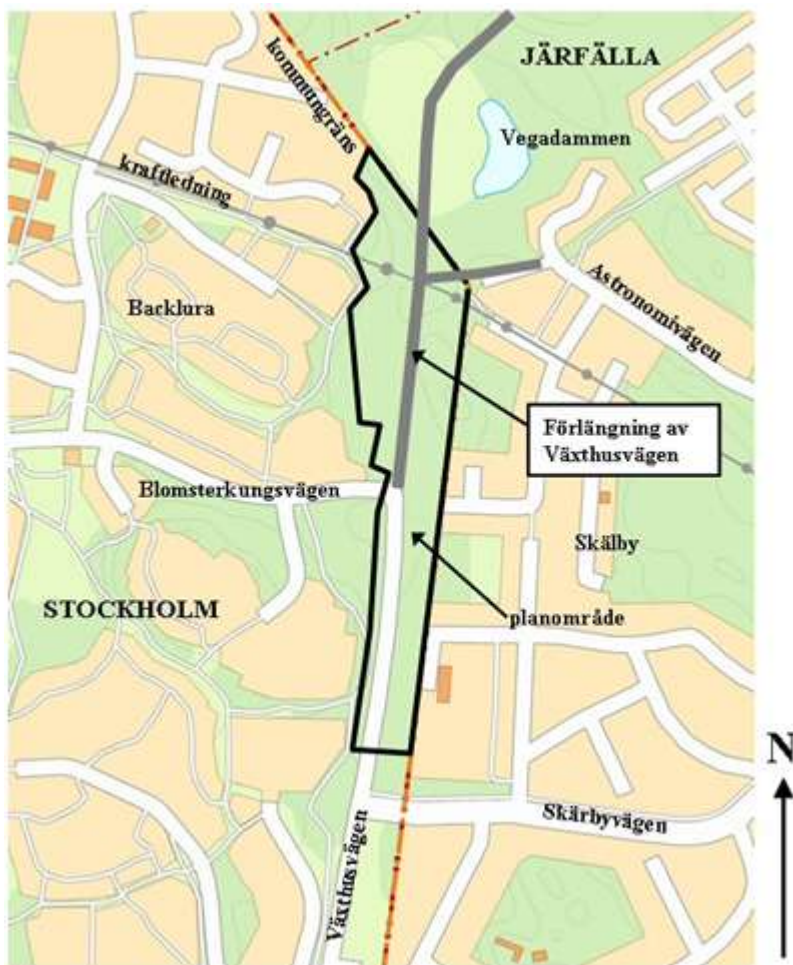 JÄRFÄLLA
kommungräns
Vegadammen
kraftledning
Astronomivägen
Backlura
Förlängning av
Växthusvägen
Blomsterkungsvägen
Skälby
STOCKHOLM
planområde
N
Skärbyvägen
Växthusvägen